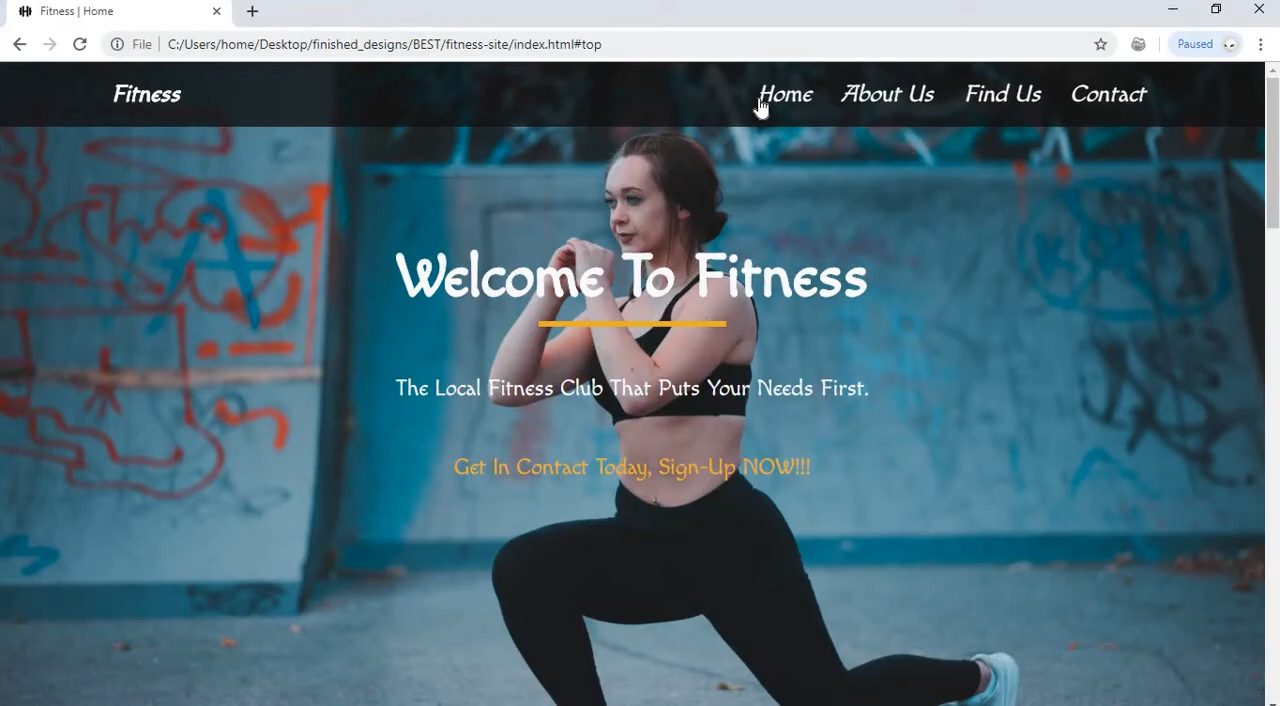 Fitness | Home
File
C:/Users/home/Desktop/finished_designs/BEST/fitness-site/index.html#top
Paused
Fitness
Home About Us Find Us Contact
Welcome To Fitness
The Local Fitness Club That Puts Your Needs First.
Get In Contact Today, Sign-Up NOW!!!